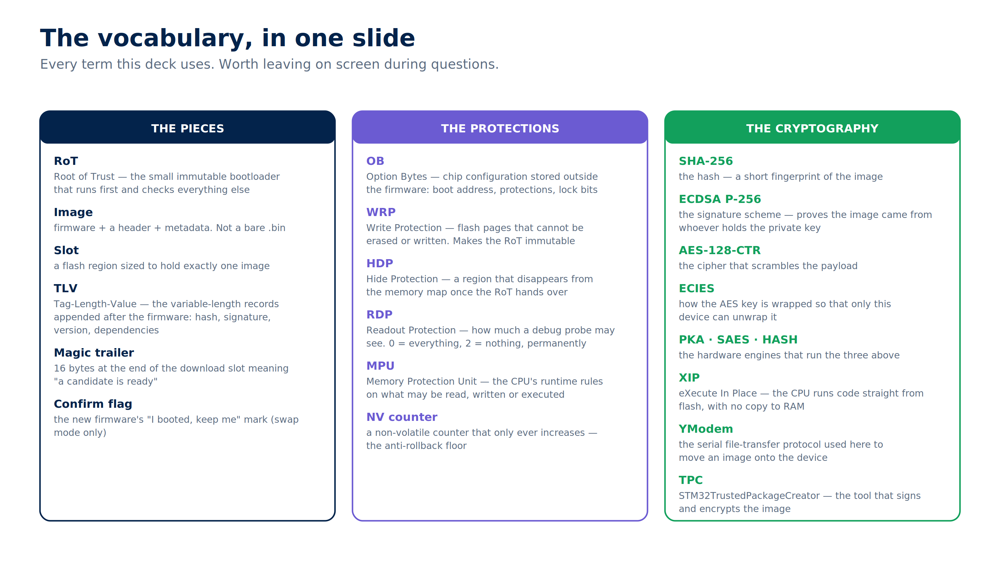 The vocabulary, in one slide
Every term this deck uses. Worth leaving on screen during questions.
THE PIECES
RoT
Root of Trust — the small immutable bootloader
that runs first and checks everything else
Image
firmware + a header + metadata. Not a bare .bin
Slot
a flash region sized to hold exactly one image
TLV
Tag-Length-Value — the variable-length records
appended after the firmware: hash, signature,
version, dependencies
Magic trailer
16 bytes at the end of the download slot meaning
"a candidate is ready"
Confirm flag
the new firmware's "I booted, keep me" mark (swap
mode only)
THE PROTECTIONS
OB
Option Bytes — chip configuration stored outside
the firmware: boot address, protections, lock bits
WRP
Write Protection — flash pages that cannot be
erased or written. Makes the RoT immutable
HDP
Hide Protection — a region that disappears from
the memory map once the RoT hands over
RDP
Readout Protection — how much a debug probe may
see. 0 = everything, 2 = nothing, permanently
MPU
Memory Protection Unit — the CPU's runtime rules
on what may be read, written or executed
NV counter
a non-volatile counter that only ever increases —
the anti-rollback floor
THE CRYPTOGRAPHY
SHA-256
the hash — a short fingerprint of the image
ECDSA P-256
the signature scheme — proves the image came from
whoever holds the private key
AES-128-CTR
the cipher that scrambles the payload
ECIES
how the AES key is wrapped so that only this
device can unwrap it
PKA · SAES · HASH
the hardware engines that run the three above
XIP
eXecute In Place — the CPU runs code straight from
flash, with no copy to RAM
YModem
the serial file-transfer protocol used here to
move an image onto the device
TPC
STM32TrustedPackageCreator — the tool that signs
and encrypts the image